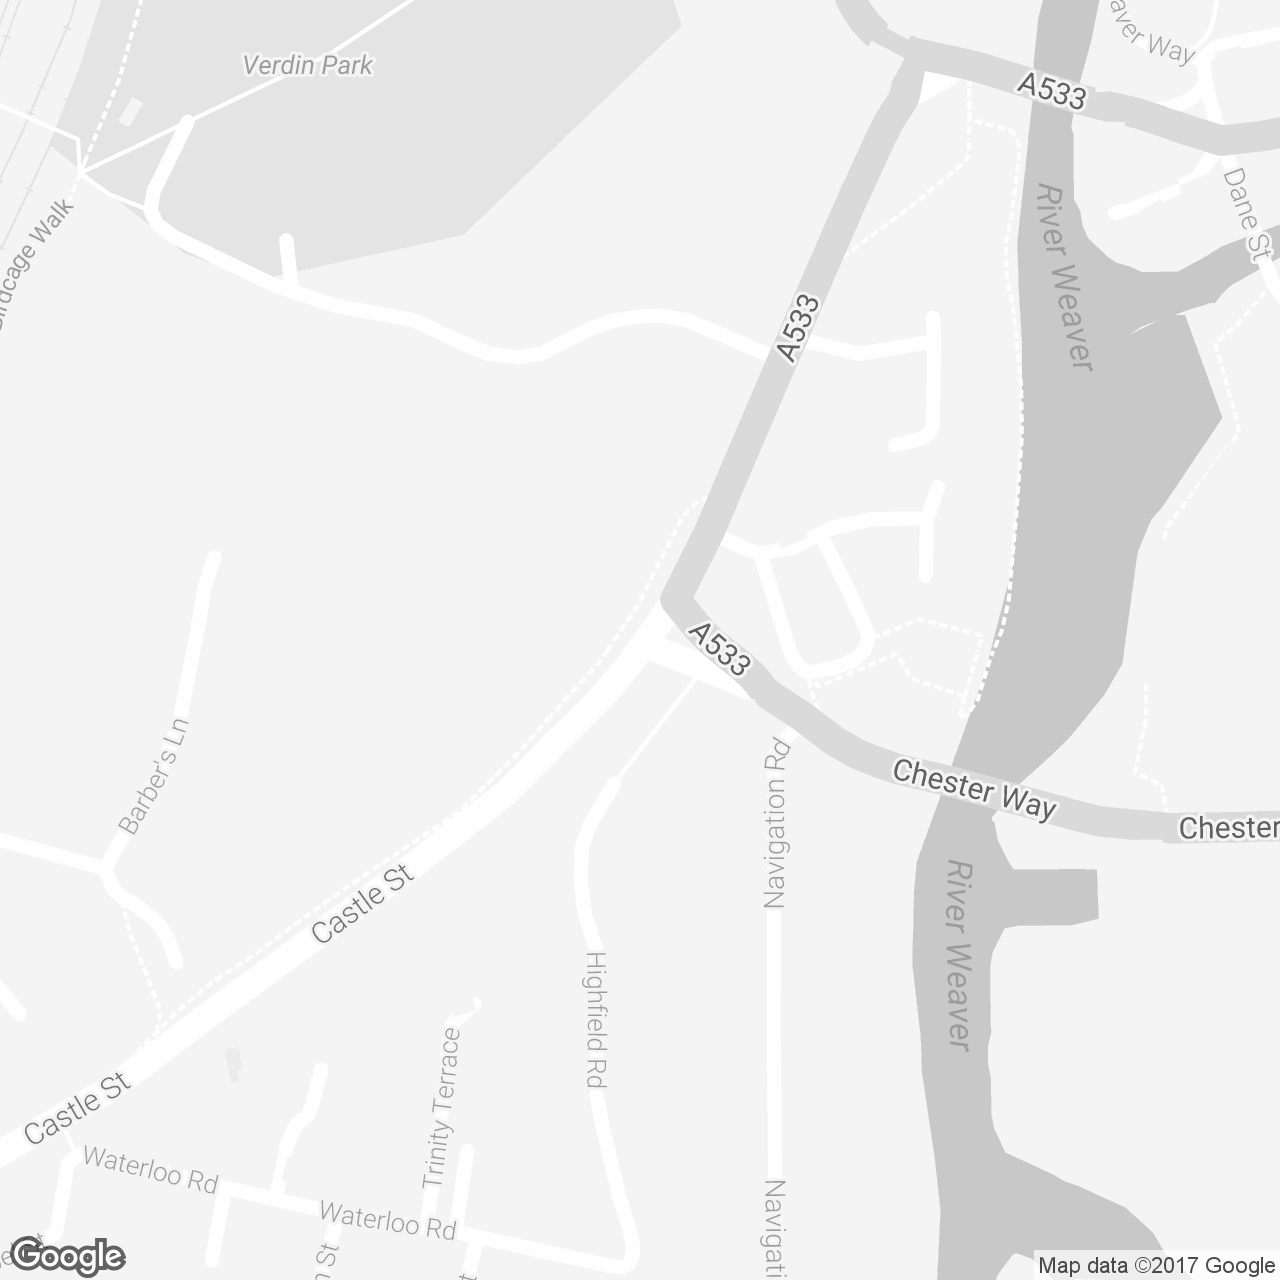 Verdin Park
A533
Dane St
River Weaver
Birdcage Walk
A533
A533
Barber's Ln
Navigation Rd
Chester Way
Chester
Castle St
River Weaver
Highfield Rd
Trinity Terrace
Castle St
Waterloo Rd
Waterloo Rd
Google
Map data ©2017 Google